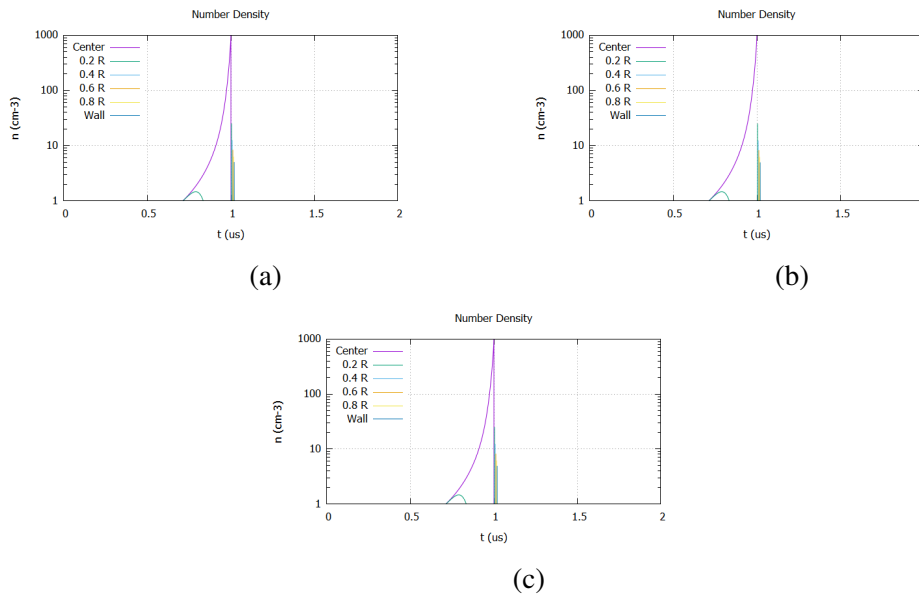 Number Density
1000
100
10
1
n (cm-3)
Center
0.2 R
0.4 R
0.6 R
0.8 R
Wall
0 0.5 1 1.5 2
t (us)
(a)
Number Density
1000
100
10
1
n (cm-3)
Center
0.2 R
0.4 R
0.6 R
0.8 R
Wall
0 0.5 1 1.5
t (us)
(b)
Number Density
1000
100
10
1
n (cm-3)
Center
0.2 R
0.4 R
0.6 R
0.8 R
Wall
0 0.5 1 1.5 2
t (us)
(c)